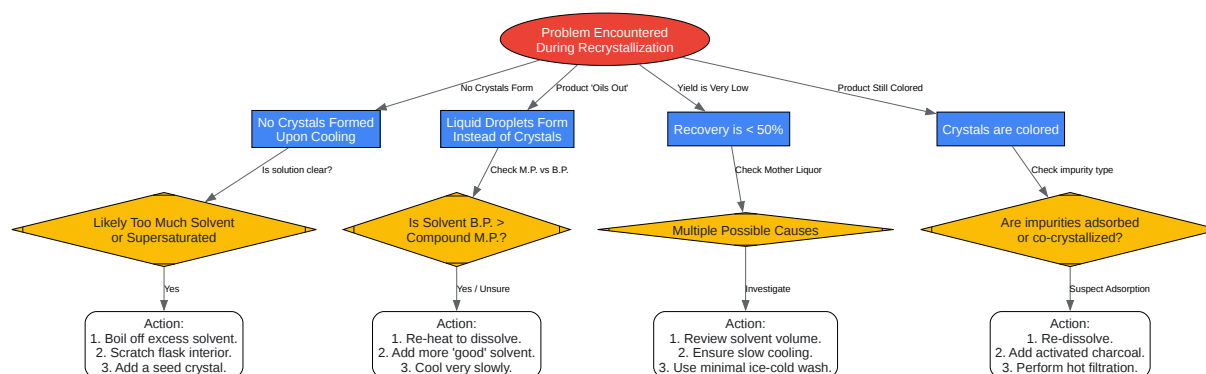 Problem Encountered
During Recrystallization
No Crystals Form
Product 'Oils Out'
Yield is Very Low
Product Still Colored
No Crystals Formed
Upon Cooling
Liquid Droplets Form
Instead of Crystals
Recovery is < 50%
Crystals are colored
Is solution clear?
Check M.P. vs B.P.
Check Mother Liquor
Check impurity type
Likely Too Much Solvent
or Supersaturated
Is Solvent B.P. >
Compound M.P.?
Multiple Possible Causes
Are impurities adsorbed
or co-crystallized?
Yes
Yes / Unsure
Investigate
Suspect Adsorption
Action:
1. Boil off excess solvent.
2. Scratch flask interior.
3. Add a seed crystal.
Action:
1. Re-heat to dissolve.
2. Add more 'good' solvent.
3. Cool very slowly.
Action:
1. Review solvent volume.
2. Ensure slow cooling.
3. Use minimal ice-cold wash.
Action:
1. Re-dissolve.
2. Add activated charcoal.
3. Perform hot filtration.